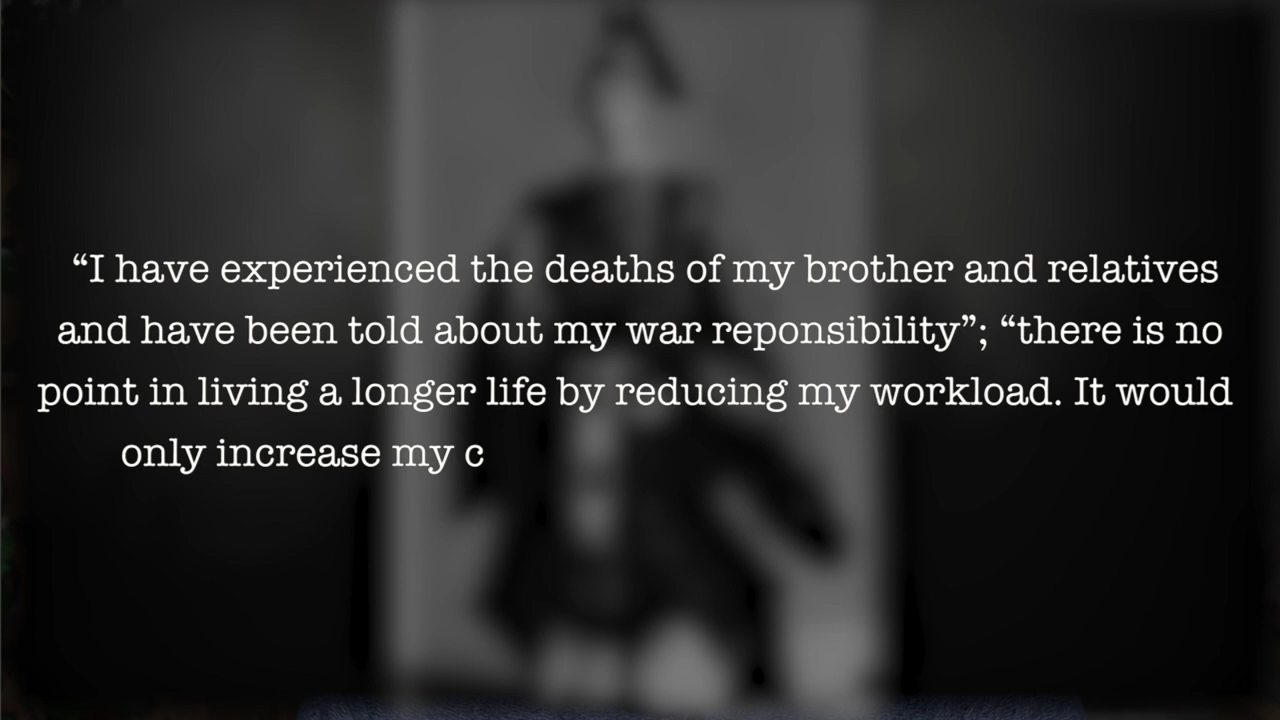 “I have experienced the deaths of my brother and relatives
and have been told about my war reponsibility”; “there is no
point in living a longer life by reducing my workload. It would
only increase my c